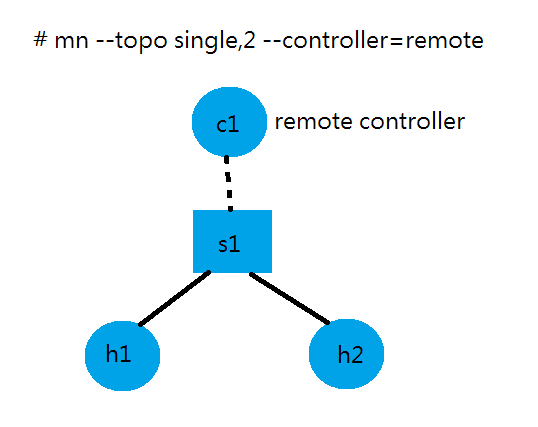 # mn --topo single,2 --controller=remote
c1
remote controller
s1
h1
h2